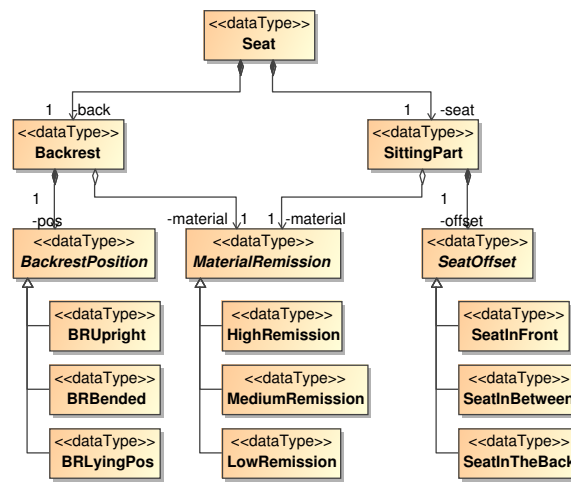 <<dataType>>
Seat
1 -back
1 -seat
<<dataType>>
Backrest
<<dataType>>
SittingPart
1
-pos
-material 1
1 -material
1
-offset
<<dataType>>
BackrestPosition
<<dataType>>
MaterialRemission
<<dataType>>
SeatOffset
<<dataType>>
BRUpright
<<dataType>>
HighRemission
<<dataType>>
SeatInFront
<<dataType>>
BRBended
<<dataType>>
MediumRemission
<<dataType>>
SeatInBetween
<<dataType>>
BRLyingPos
<<dataType>>
LowRemission
<<dataType>>
SeatInTheBack